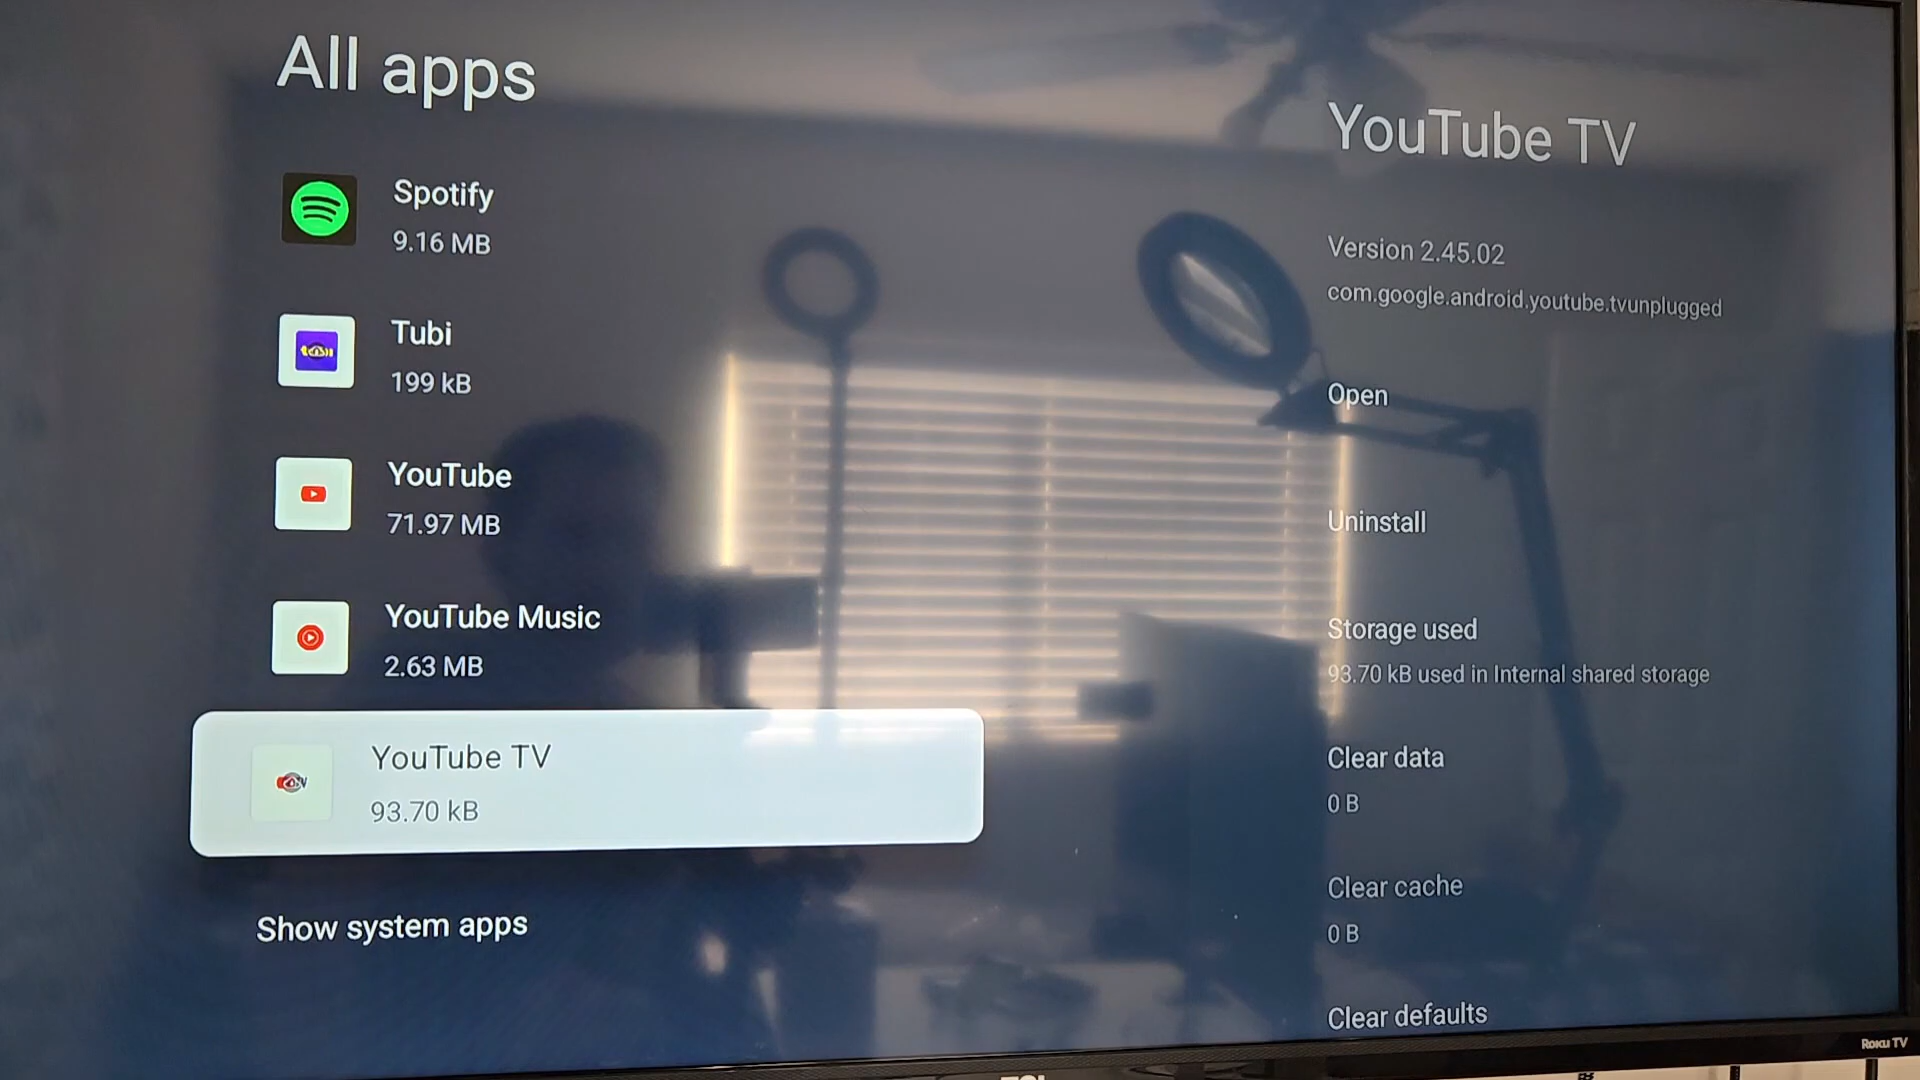 All apps
Spotify
9.16 MB
Tubi
199 kB
YouTube
71.97 MB
YouTube Music
2.63 MB
YouTube TV
93.70 kB
Show system apps
YouTube TV
Version 2.45.02
com.google.android.youtube.tvunplugged
Open
Uninstall
Storage used
93.70 kB used in Internal shared storage
Clear data
0 B
Clear cache
0 B
Clear defaults
Roku TV